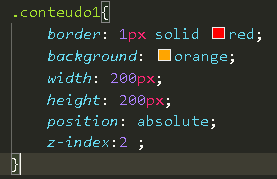 .conteudo1{
border: 1px solid red;
background: orange;
width: 200px;
height: 200px;
position: absolute;
z-index:2 ;
}